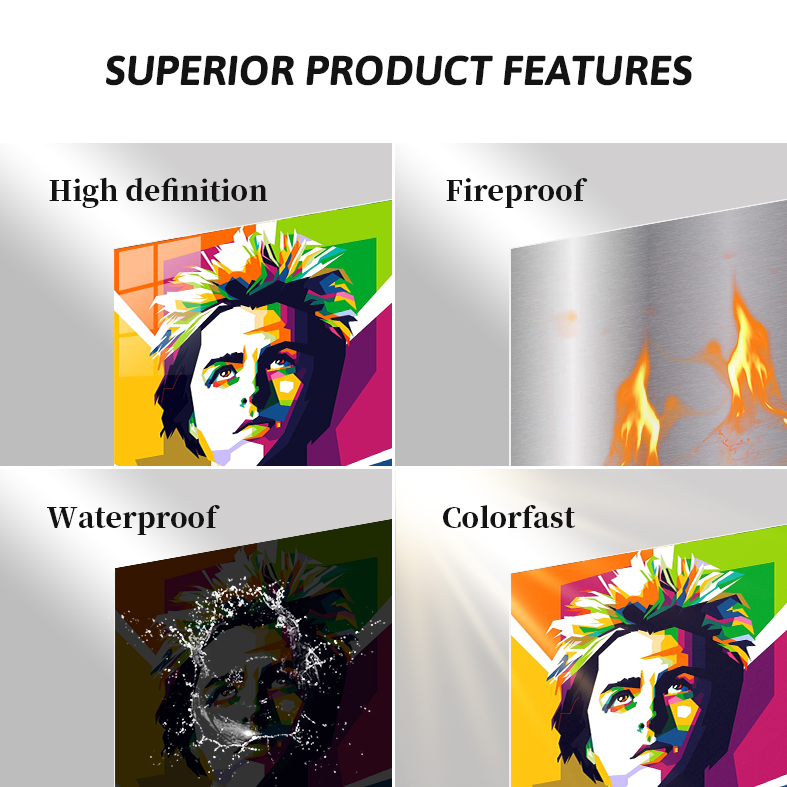 SUPERIOR PRODUCT FEATURES
High definition
Fireproof
Waterproof
Colorfast